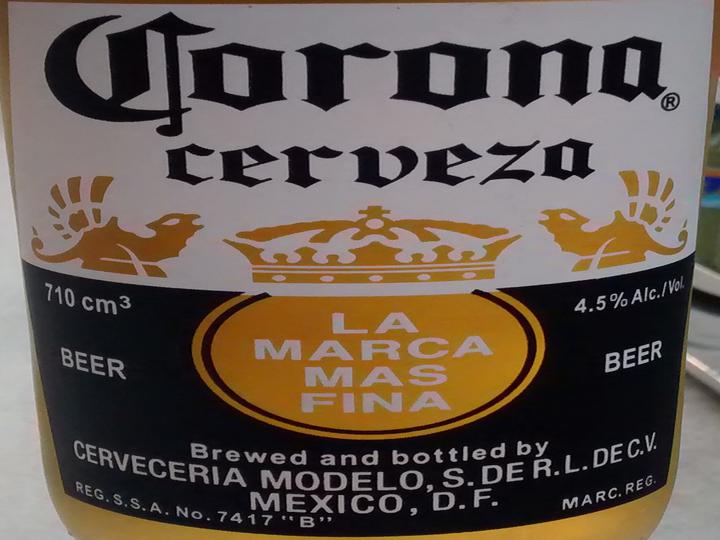 Corona®
cerveza
710 cm³
4.5% Alc./Vol.
BEER
LA
MARCA
MAS
FINA
BEER
Brewed and bottled by
CERVECERIA MODELO, S. DE R.L. DE C.V.
MEXICO, D.F.
REG. S.S.A. No. 7417 "B"
MARC. REG.